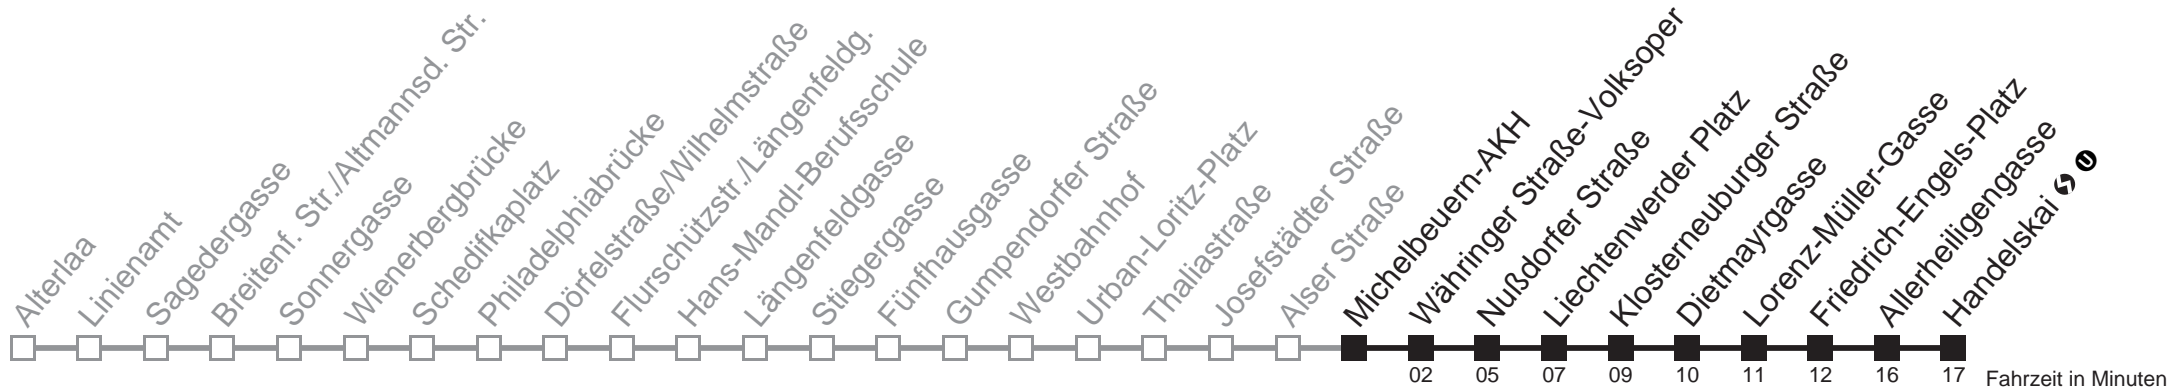 Alterlaa
Linienamt
Sagedergasse
Breitenf. Str./Altmannsd. Str.
Sonnergasse
Wienerbergbrücke
Schedifkaplatz
Philadelphiabrücke
Dörfelstraße/Wilhelmstraße
Flurschützstr./Längenfeldg.
Hans-Mandl-Berufsschule
Längenfeldgasse
Stiegergasse
Fünfhausgasse
Gumpendorfer Straße
Westbahnhof
Urban-Loritz-Platz
Thaliastraße
Josefstädter Straße
Alser Straße
Michelbeuern-AKH
Währinger Straße-Volksoper
Nußdorfer Straße
Liechtenwerder Platz
Klosterneuburger Straße
Dietmayrgasse
Lorenz-Müller-Gasse
Friedrich-Engels-Platz
Allerheiligengasse
Handelskai S U
02 05 07 09 10 11 12 16 17 Fahrzeit in Minuten